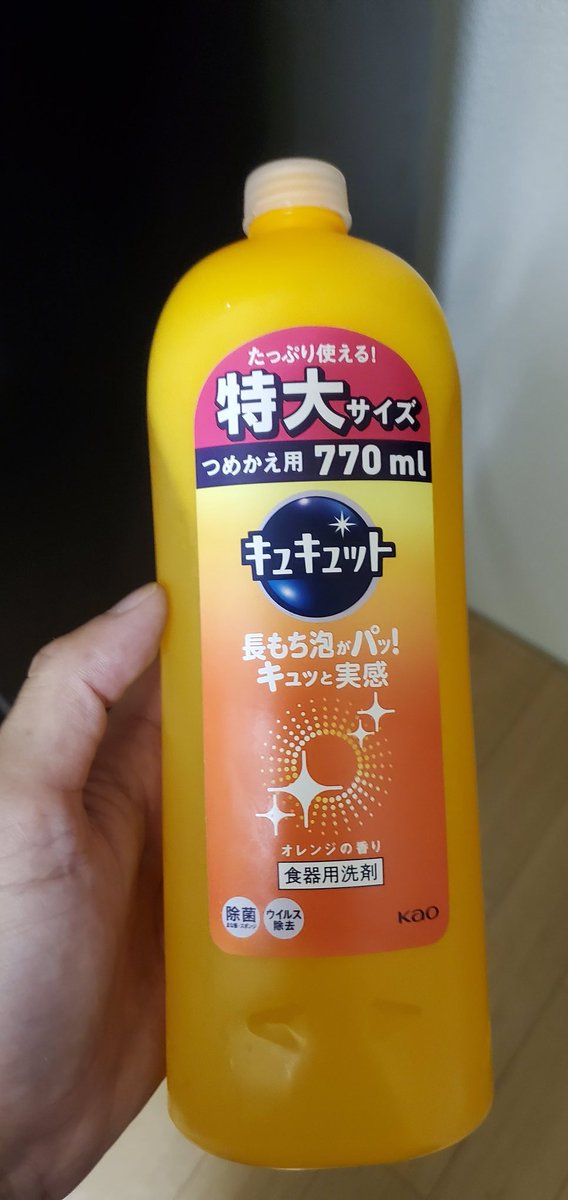 たっぷり使える!
特大サイズ
つめかえ用 770 ml
キュキュット
長もち泡がパッ!
キュッと実感
オレンジの香り
食器用洗剤
除菌
ウイルス
除去
Kao